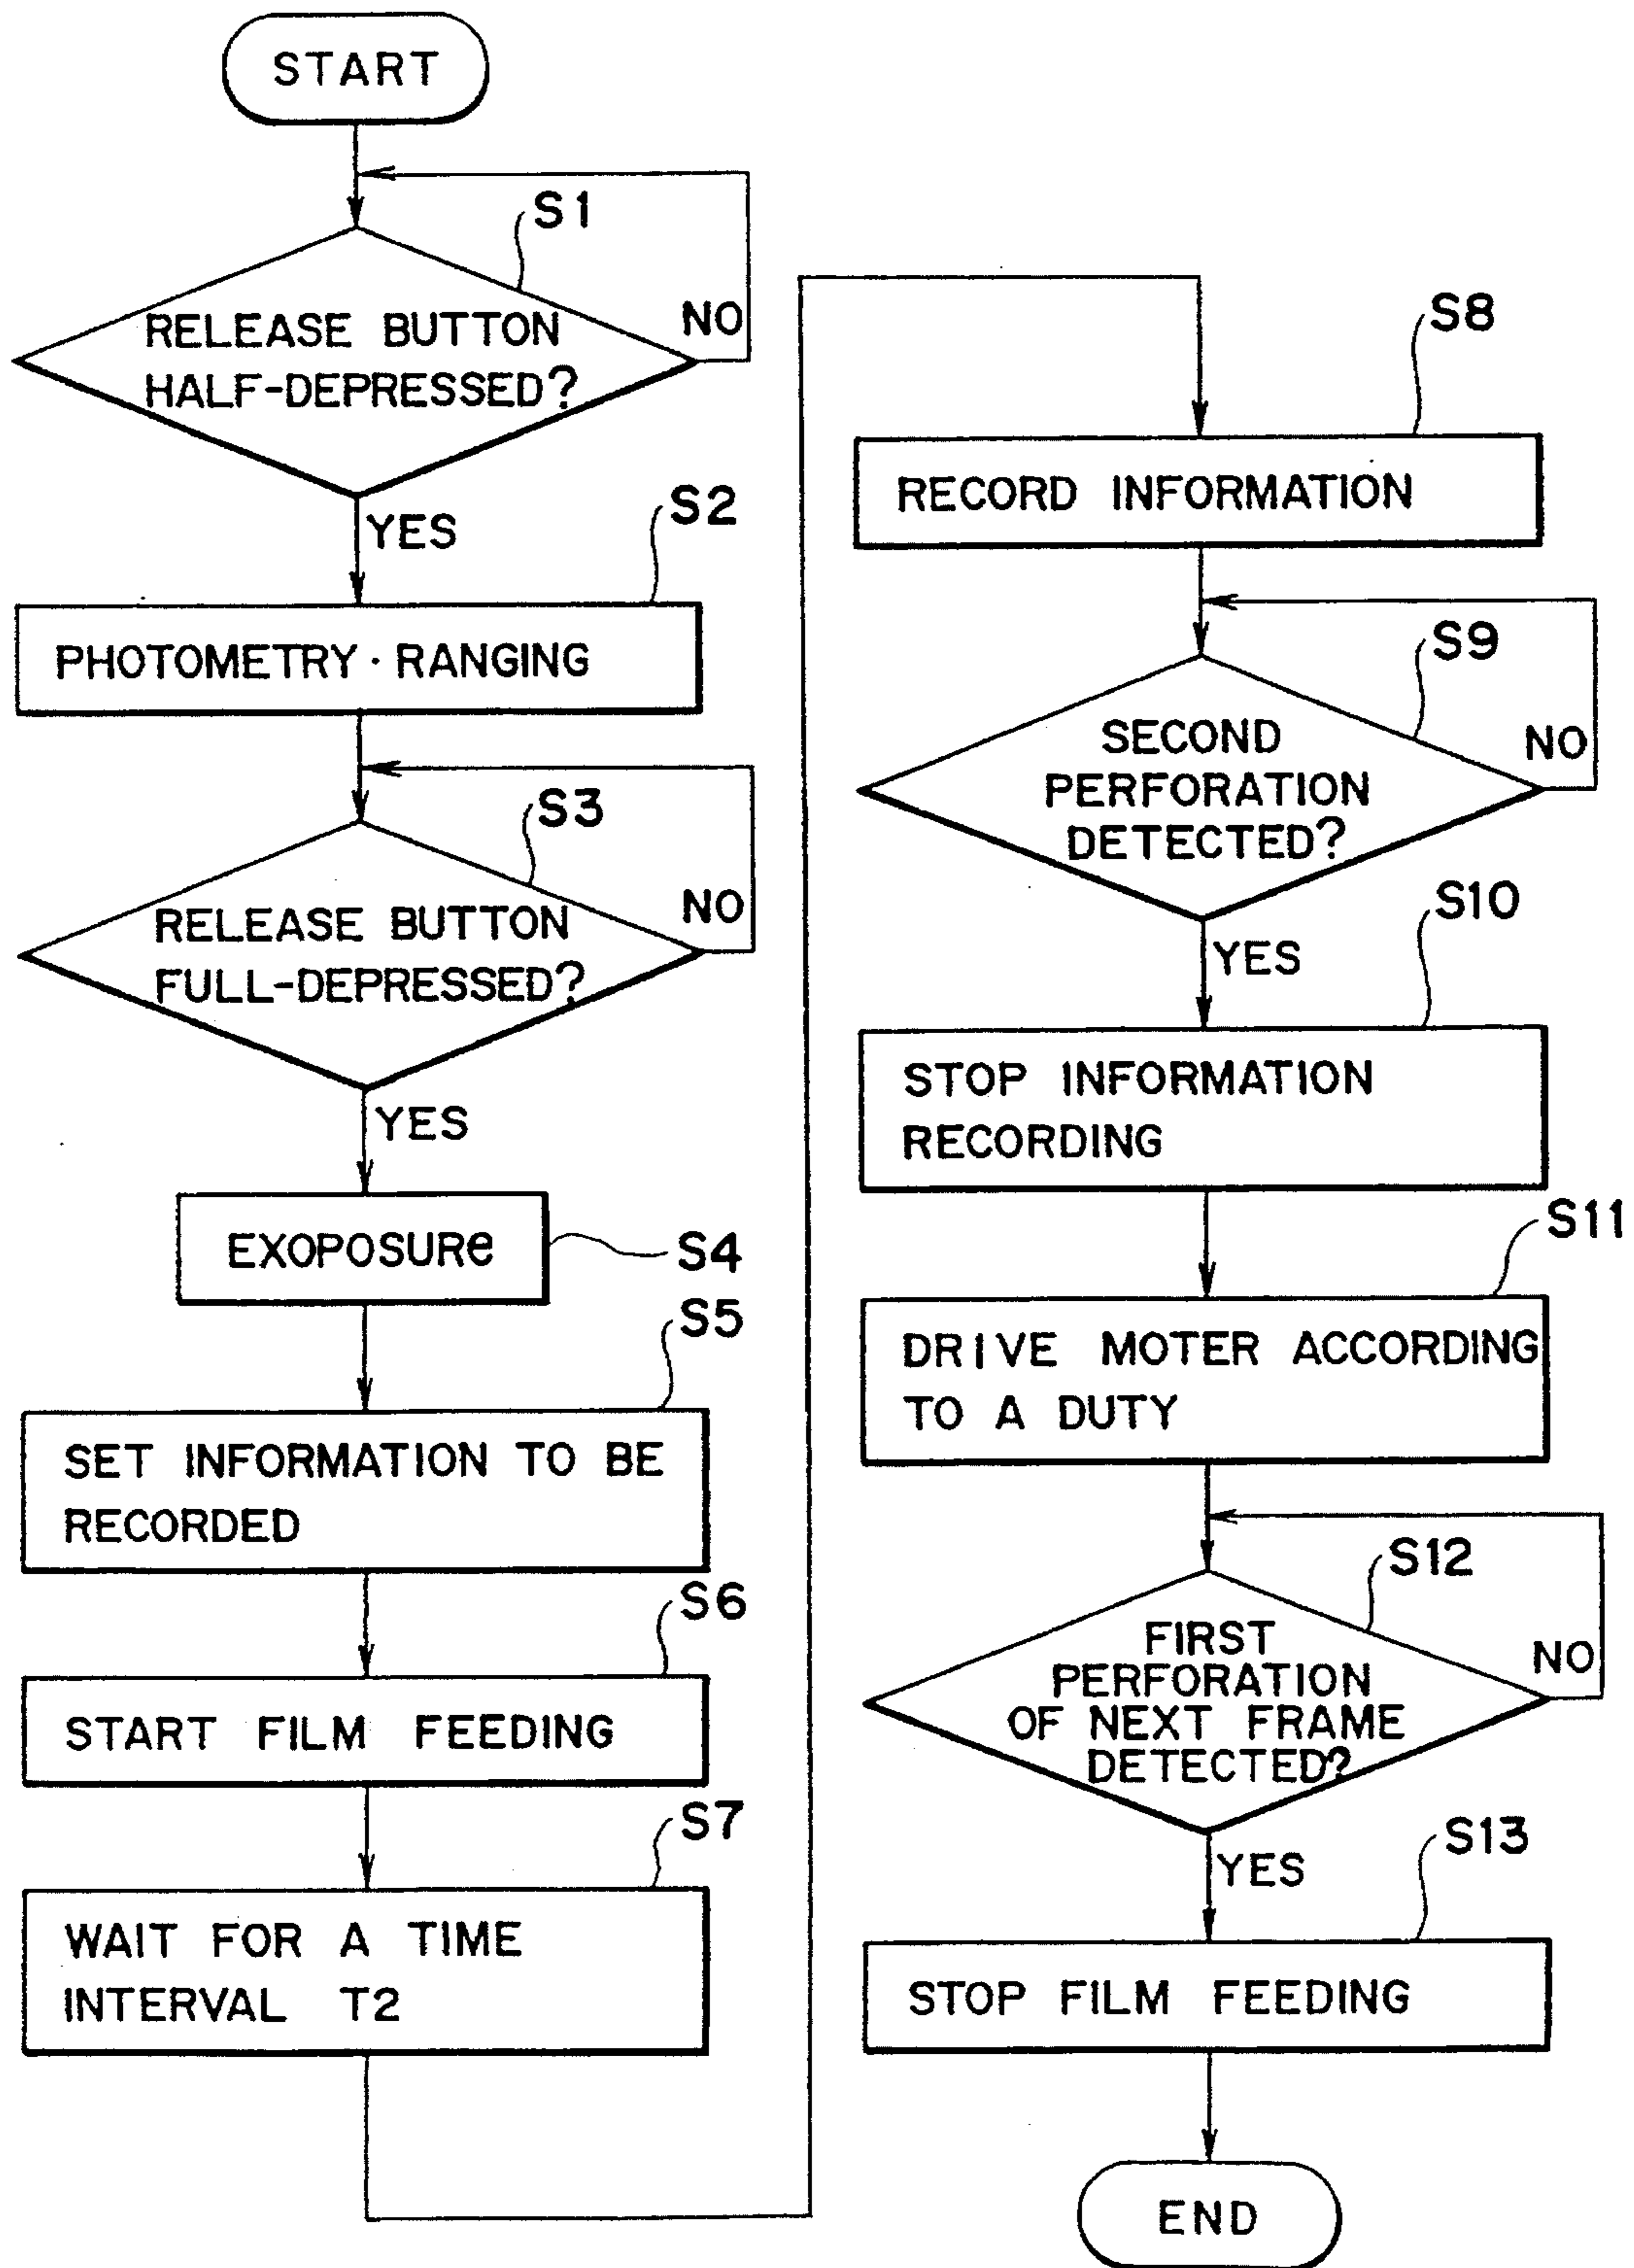 START
S1
RELEASE BUTTON
HALF-DEPRESSED?
NO
YES
S2
PHOTOMETRY · RANGING
S3
RELEASE BUTTON
FULL-DEPRESSED?
NO
YES
EXOPOSURe
S4
S5
SET INFORMATION TO BE
RECORDED
S6
START FILM FEEDING
S7
WAIT FOR A TIME
INTERVAL T2
S8
RECORD INFORMATION
S9
SECOND
PERFORATION
DETECTED?
NO
YES
S10
STOP INFORMATION
RECORDING
S11
DRIVE MOTER ACCORDING
TO A DUTY
S12
FIRST
PERFORATION
OF NEXT FRAME
DETECTED?
NO
YES
S13
STOP FILM FEEDING
END